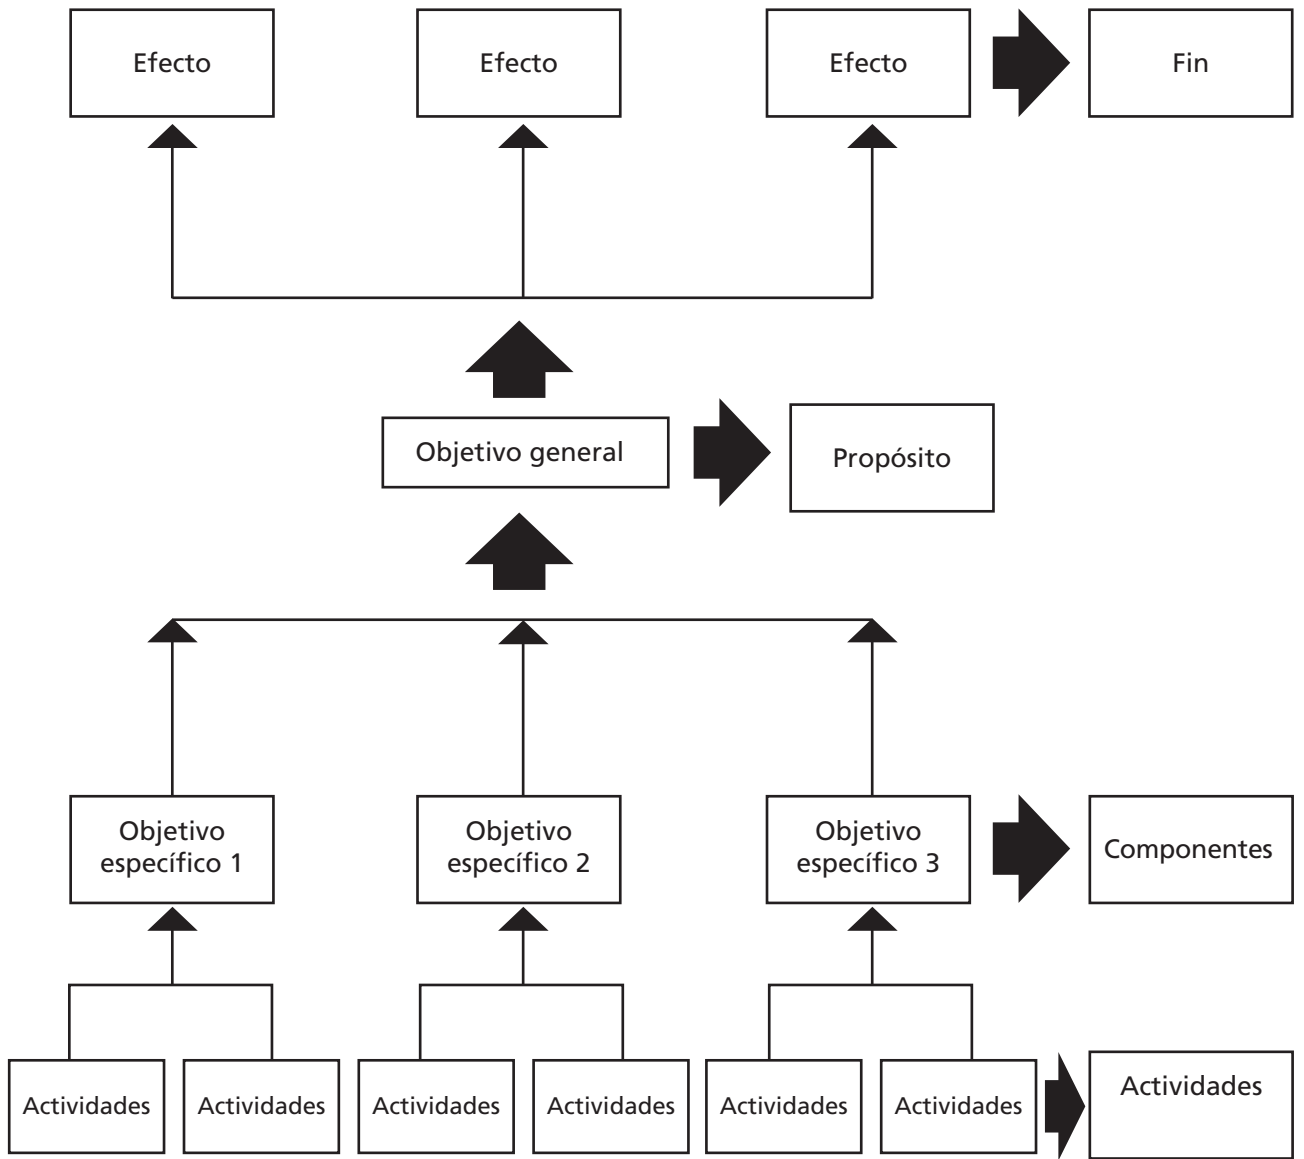 Efecto
Efecto
Efecto
Fin
Objetivo general
Propósito
Objetivo
específico 1
Objetivo
específico 2
Objetivo
específico 3
Componentes
Actividades
Actividades
Actividades
Actividades
Actividades
Actividades
Actividades